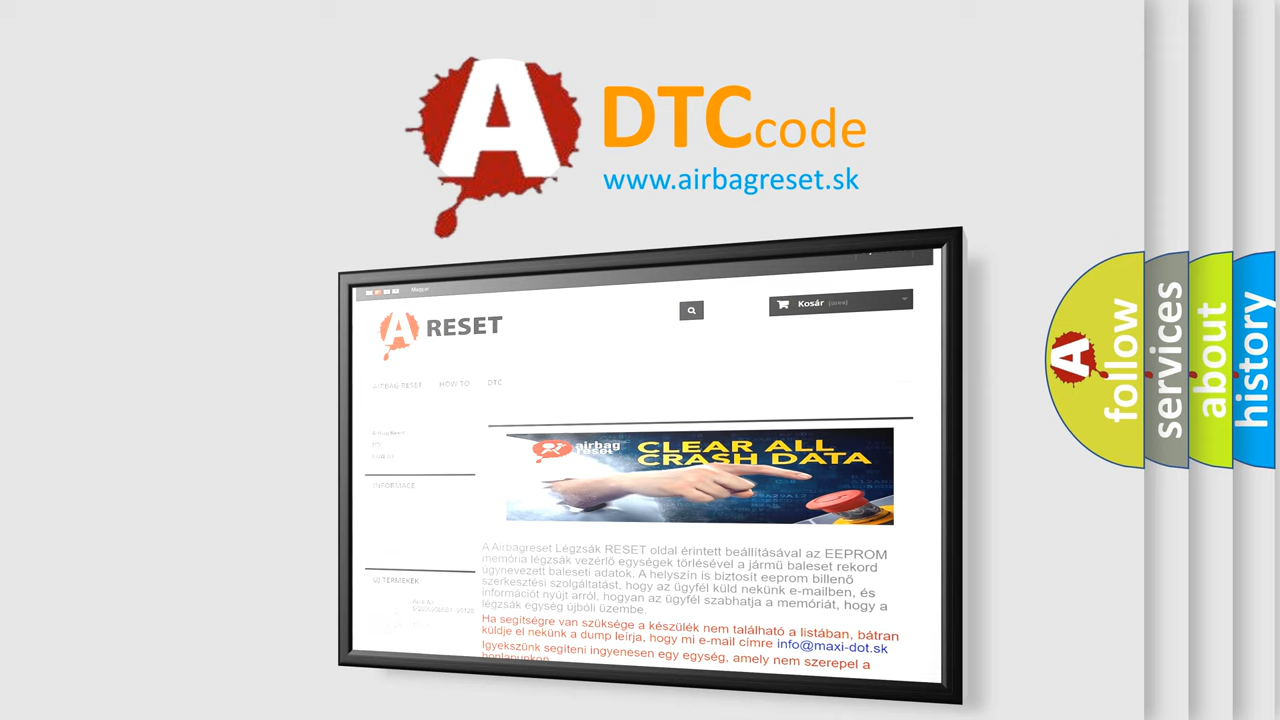 A DTC code
www.airbagreset.sk
Magyar
A RESET
Kosár (üres)
AIRBAG RESET HOW TO DTC
INFORMACE
ÚJ TERMÉKEK
airbag
reset
CLEAR ALL
CRASH DATA
A Airbagreset Légzsák RESET oldal érintett beállításával az EEPROM
memória légzsák vezérlő egységek törlésével a jármű baleset rekord
úgynevezett baleseti adatok. A helyszín is biztosít eeprom billenő
szerkesztési szolgáltatást, hogy az ügyfél küld nekünk e-mailben, és
információt nyújt arról, hogyan az ügyfél szabhatja a memóriát, hogy a
légzsák egység újbóli üzembe.
Ha segítségre van szüksége a készülék nem található a listában, bátran
küldje el nekünk a dump leírja, hogy mi e-mail címre info@maxi-dot.sk
Igyekszünk segíteni ingyenesen egy egység, amely nem szerepel a
honlapunkon
A follow
services
about
history